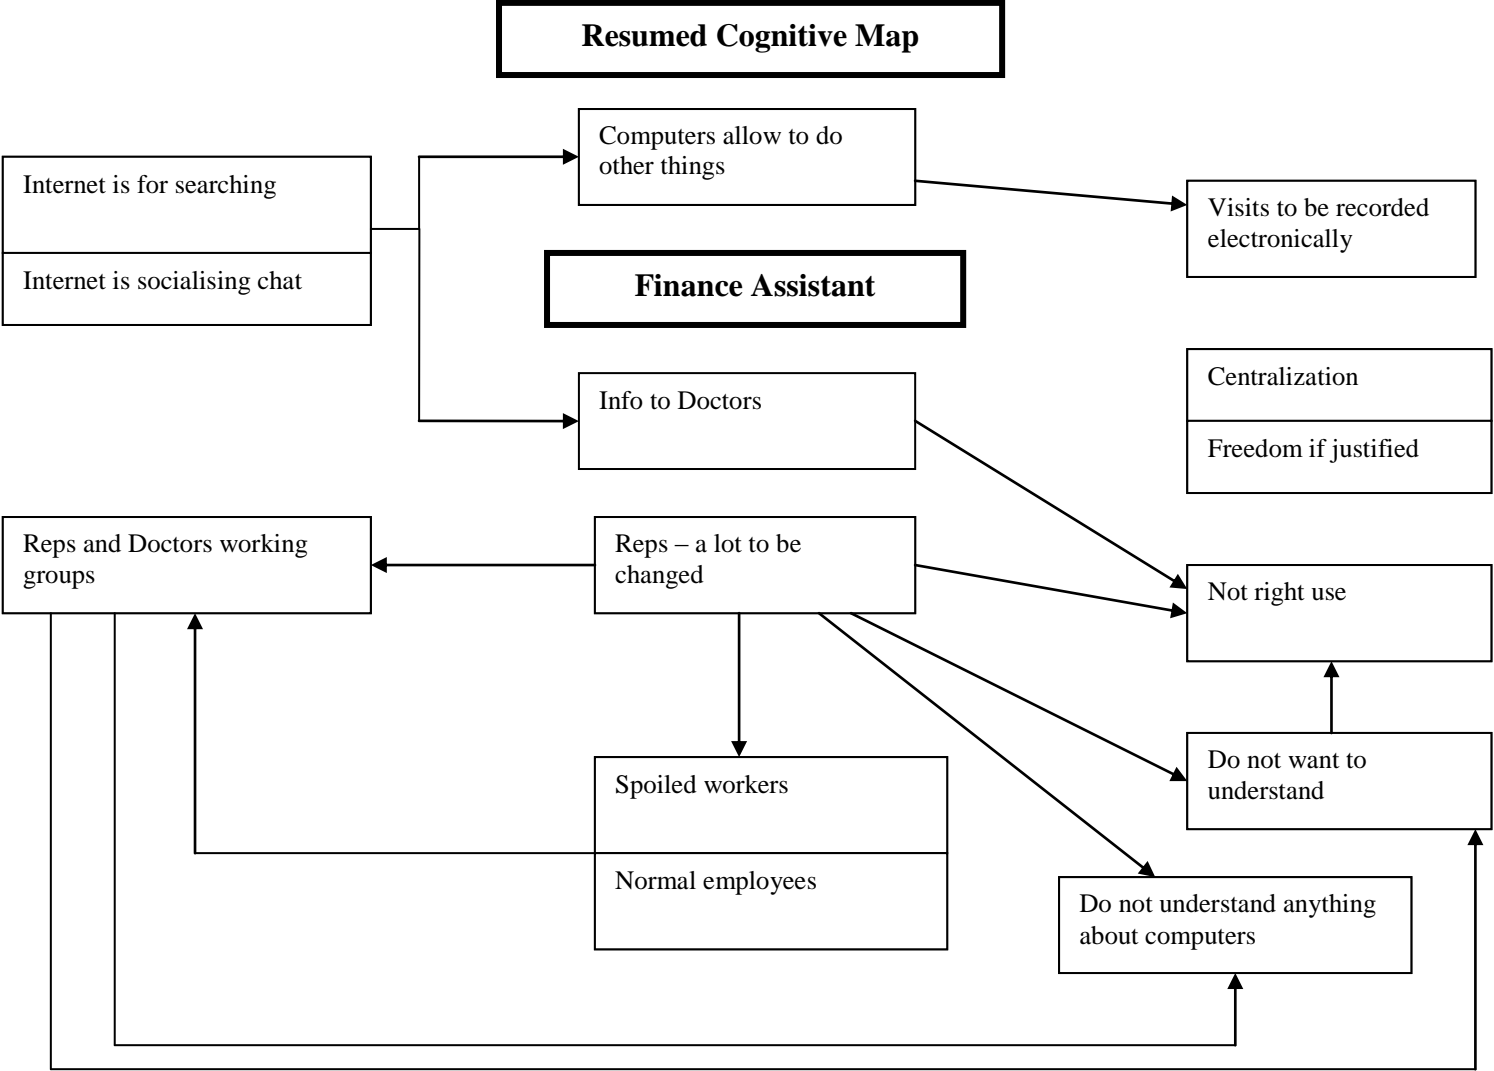 Resumed Cognitive Map
Computers allow to do
other things
Internet is for searching
Visits to be recorded
electronically
Internet is socialising chat
Finance Assistant
Centralization
Info to Doctors
Freedom if justified
Reps and Doctors working
groups
Reps – a lot to be
changed
Not right use
Do not want to
understand
Spoiled workers
Normal employees
Do not understand anything
about computers